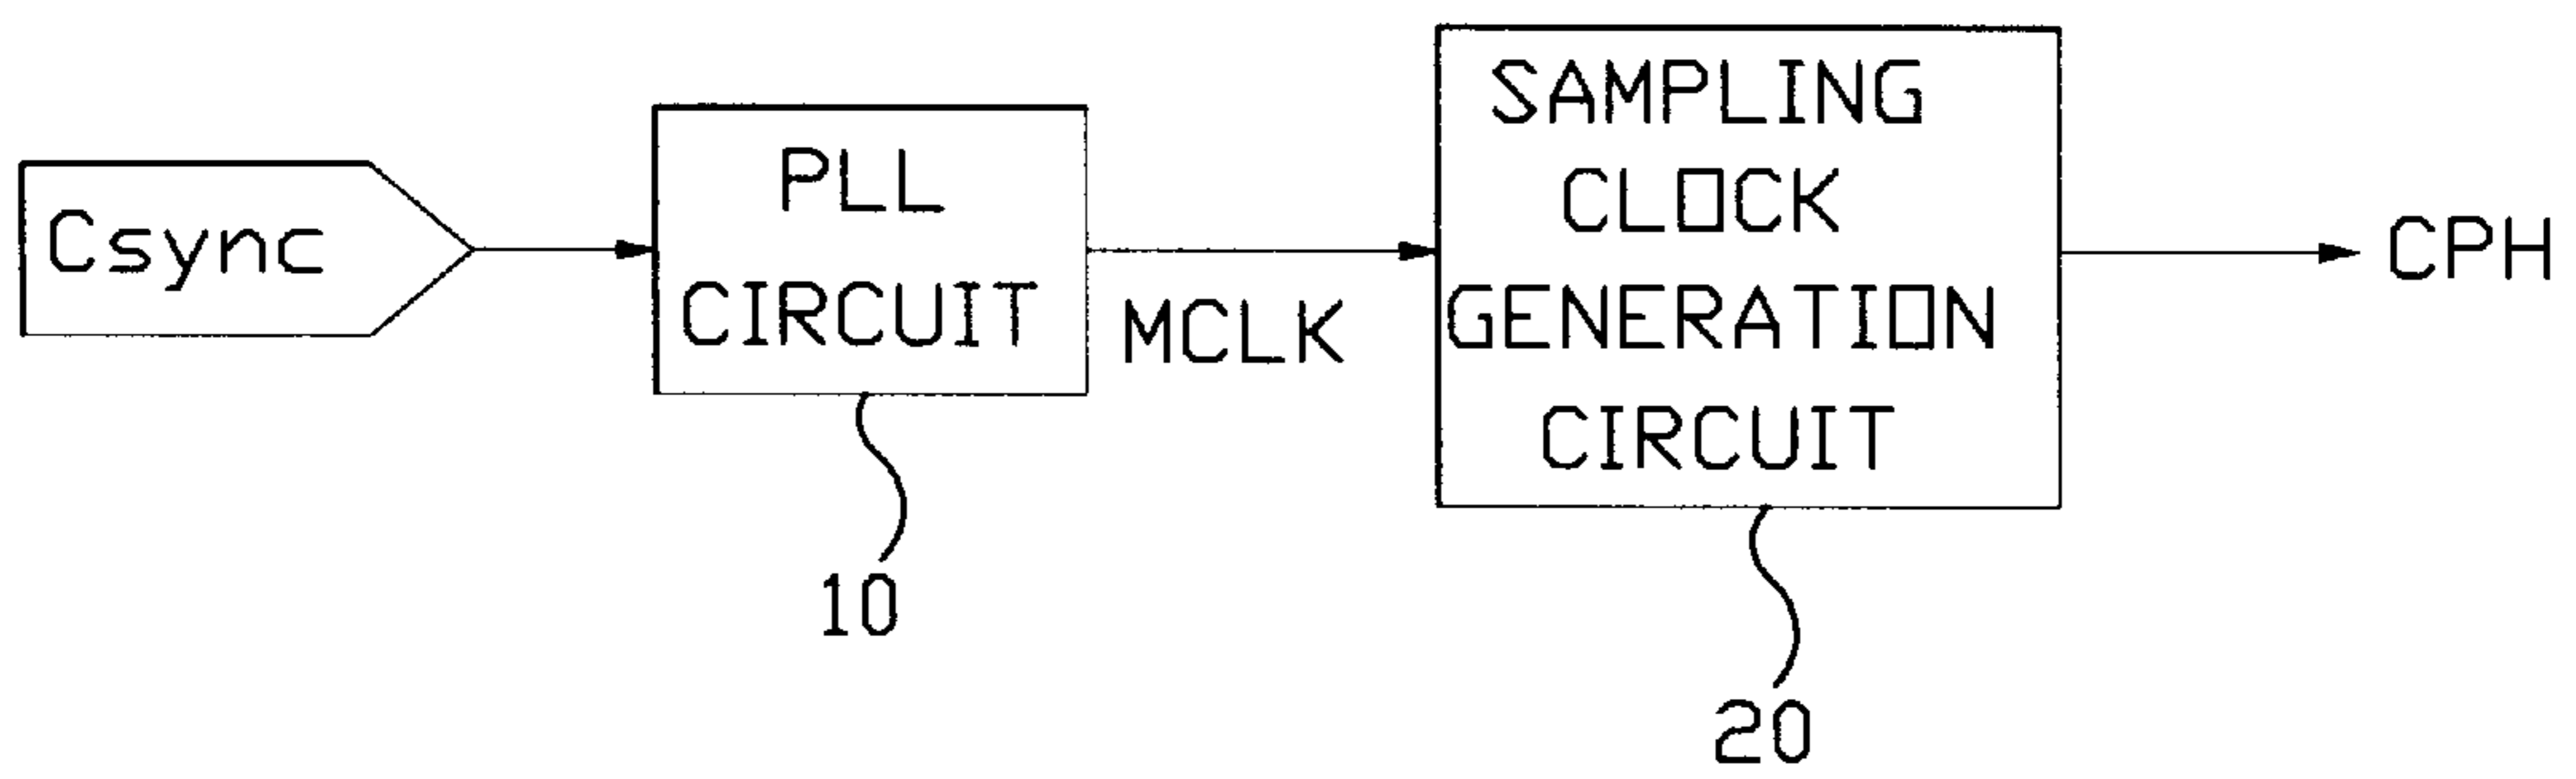 Csync
PLL
CIRCUIT
10
MCLK
SAMPLING
CLOCK
GENERATION
CIRCUIT
20
CPH